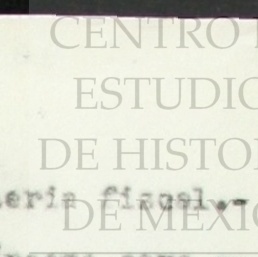 CENTRO
ESTUDIO
DE HISTO
eria fiscal.-
DE MEXIC